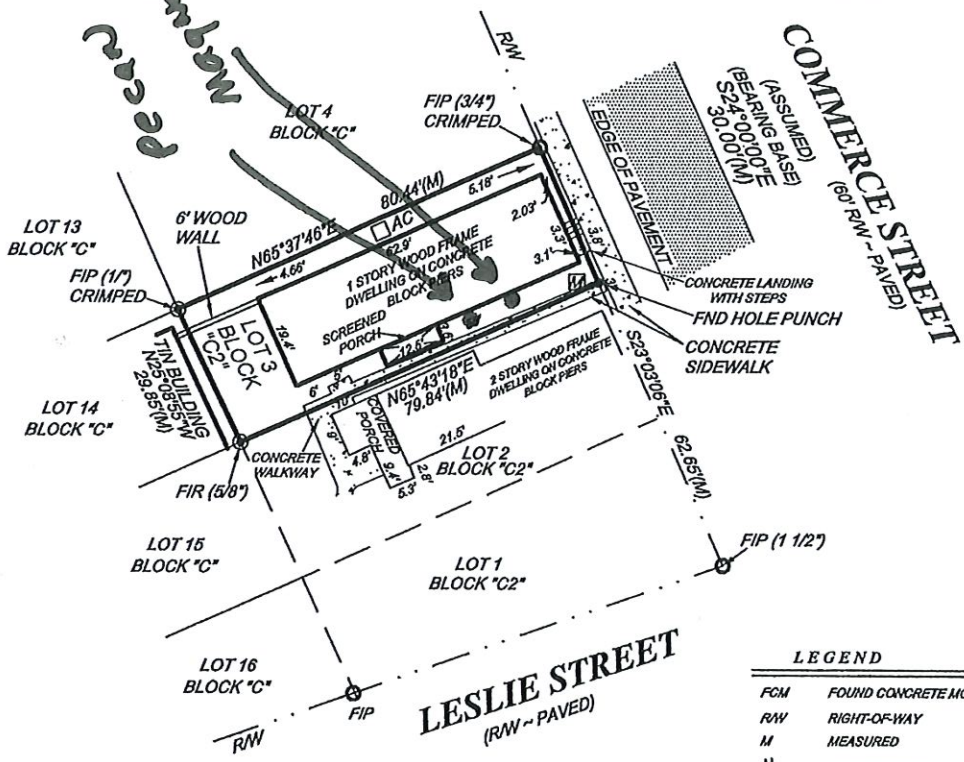 Pecan
R/W
COMMERCE STREET
(60' R/W ~ PAVED)
(ASSUMED)
(BEARING BASE)
S24°00'00"E
30.00'(M)
EDGE OF PAVEMENT
LOT 4
BLOCK "C"
FIP (3/4")
CRIMPED
80.44'(M)
5.18'
AC
N65°37'46"E
62.9'
4.66'
2.03'
3.3'
3.1'
3.8'
6' WOOD
WALL
LOT 13
BLOCK "C"
FIP (1/")
CRIMPED
1 STORY WOOD FRAME
DWELLING ON CONCRETE
BLOCK PIERS
CONCRETE LANDING
WITH STEPS
FND HOLE PUNCH
CONCRETE
SIDEWALK
SCREENED
PORCH
19.4'
LOT 3
BLOCK
"C2"
TIN BUILDING
N25°08'55"W
29.85'(M)
12.5'
3.6'
6'
N65°43'18"E
79.84'(M)
2 STORY WOOD FRAME
DWELLING ON CONCRETE
BLOCK PIERS
S23°03'06"E
62.65'(M)
LOT 14
BLOCK "C"
CONCRETE
WALKWAY
COVERED
PORCH
4.8'
9.4'
5.3'
2.8'
21.5'
LOT 2
BLOCK "C2"
FIR (5/8")
LOT 15
BLOCK "C"
LOT 1
BLOCK "C2"
FIP (1 1/2")
LOT 16
BLOCK "C"
FIP
R/W
LESLIE STREET
(R/W ~ PAVED)
LEGEND
FCM FOUND CONCRETE
R/W RIGHT-OF-WAY
M MEASURED